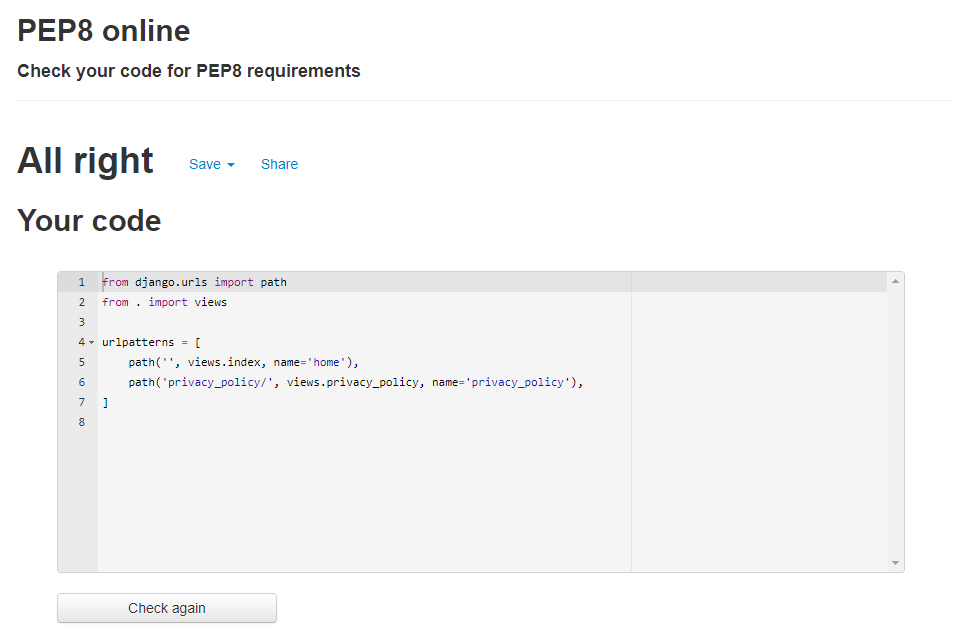 PEP8 online
Check your code for PEP8 requirements
All right Save Share
Your code
1 from django.urls import path
2 from . import views
3
4 urlpatterns = [
5     path('', views.index, name='home'),
6     path('privacy_policy/', views.privacy_policy, name='privacy_policy'),
7 ]
8
Check again